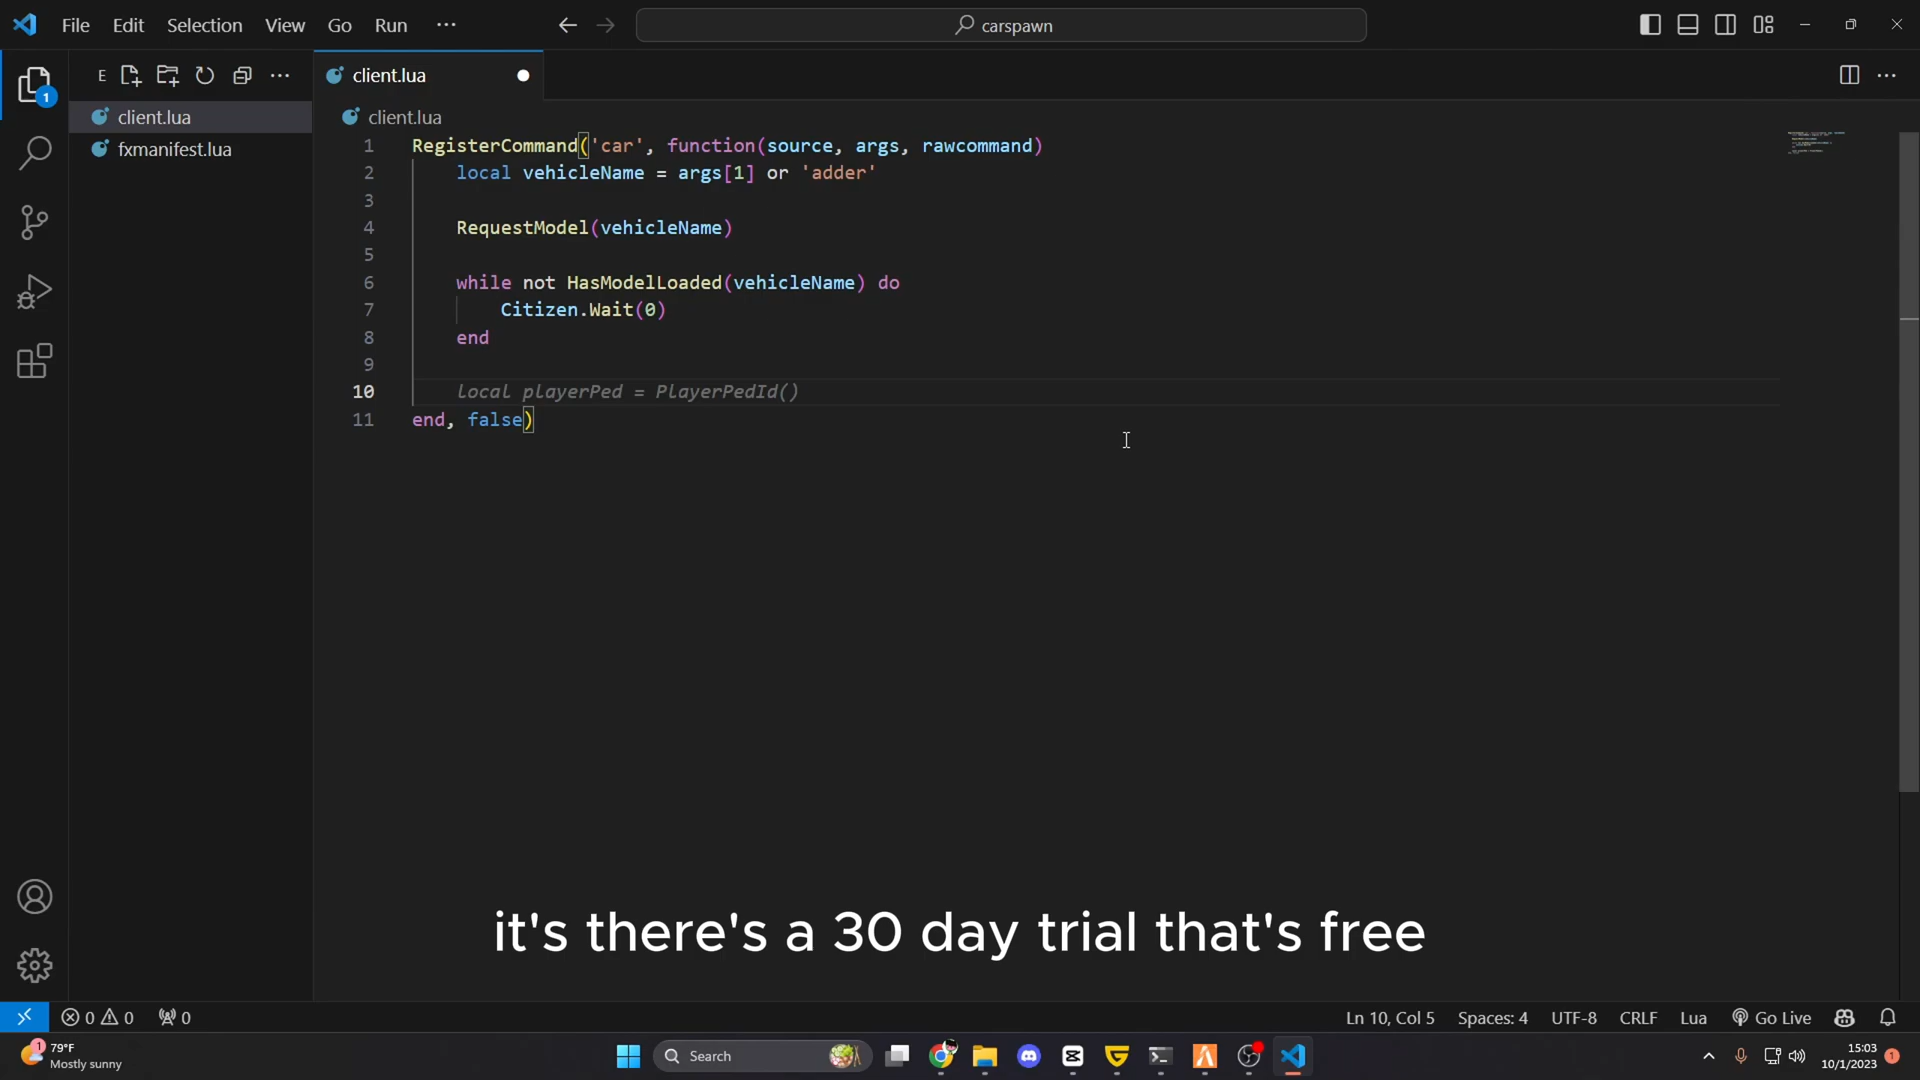 File Edit Selection View Go Run ··· carspawn
E ···
client.lua
fxmanifest.lua
1
client.lua
client.lua
1 RegisterCommand('car', function(source, args, rawcommand)
2 local vehicleName = args[1] or 'adder'
3
4 RequestModel(vehicleName)
5
6 while not HasModelLoaded(vehicleName) do
7 Citizen.Wait(0)
8 end
9
10 local playerPed = PlayerPedId()
11 end, false)
it's there's a 30 day trial that's free
0 0 0 Ln 10, Col 5 Spaces: 4 UTF-8 CRLF Lua Go Live
1 79°F
Mostly sunny
Search
15:03
10/1/2023 1